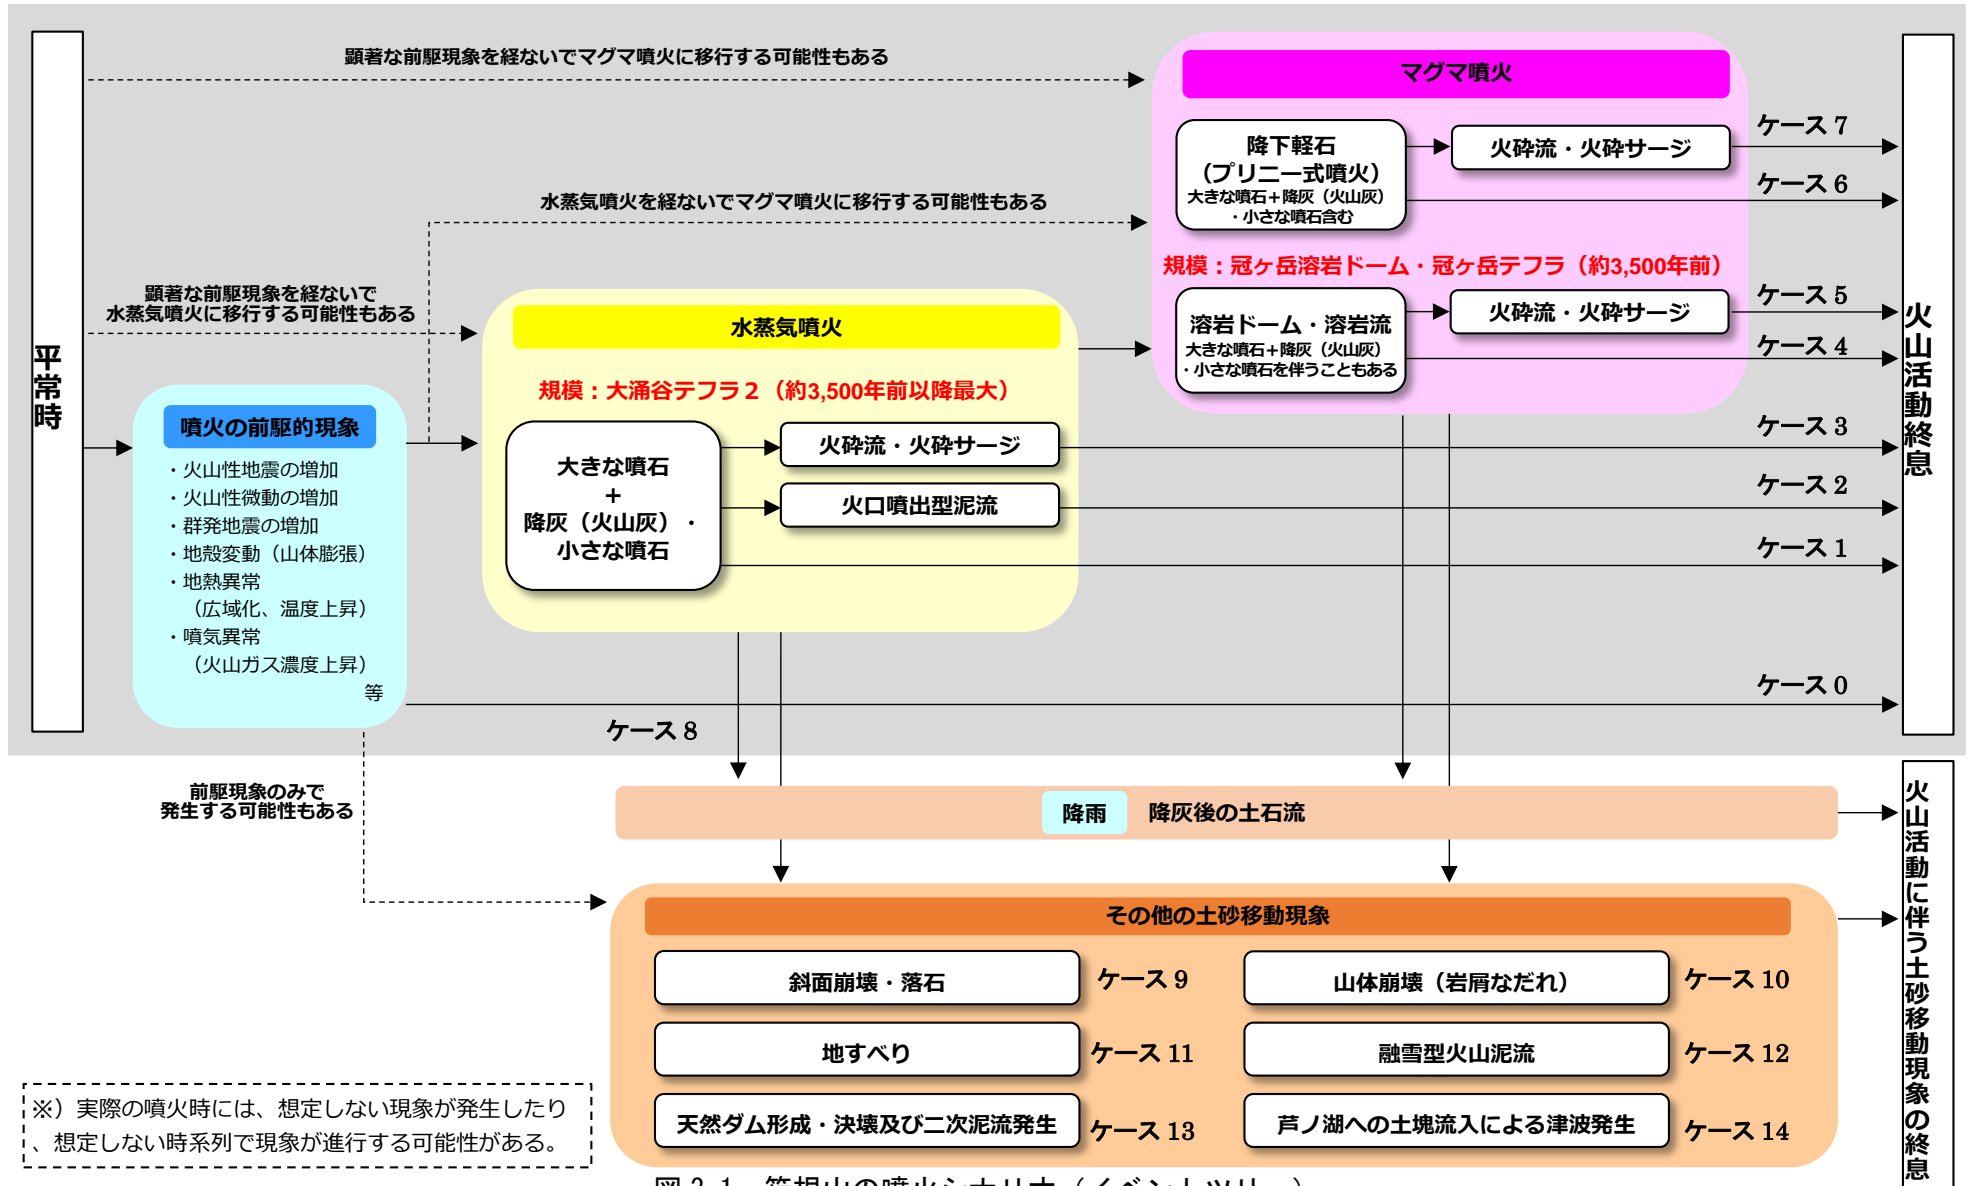 平常時
顕著な前駆現象を経ないでマグマ噴火に移行する可能性もある
水蒸気噴火を経ないでマグマ噴火に移行する可能性もある
顕著な前駆現象を経ないで
水蒸気噴火に移行する可能性もある
噴火の前駆的現象
・火山性地震の増加
・火山性微動の増加
・群発地震の増加
・地殻変動（山体膨張）
・地熱異常
（広域化、温度上昇）
・噴気異常
（火山ガス濃度上昇）
等
水蒸気噴火
規模：大涌谷テフラ２（約3,500年前以降最大）
大きな噴石
＋
降灰（火山灰）・
小さな噴石
火砕流・火砕サージ
火口噴出型泥流
マグマ噴火
降下軽石
（プリニー式噴火）
大きな噴石＋降灰（火山灰）
・小さな噴石含む
火砕流・火砕サージ
規模：冠ヶ岳溶岩ドーム・冠ヶ岳テフラ（約3,500年前）
溶岩ドーム・溶岩流
大きな噴石＋降灰（火山灰）
・小さな噴石を伴うこともある
火砕流・火砕サージ
ケース 7
ケース 6
ケース 5
ケース 4
ケース 3
ケース 2
ケース 1
ケース 0
火山活動終息
ケース 8
前駆現象のみで
発生する可能性もある
降雨
降灰後の土石流
その他の土砂移動現象
斜面崩壊・落石
ケース 9
山体崩壊（岩屑なだれ）
ケース 10
地すべり
ケース 11
融雪型火山泥流
ケース 12
天然ダム形成・決壊及び二次泥流発生
ケース 13
芦ノ湖への土塊流入による津波発生
ケース 14
火山活動に伴う土砂移動現象の終息
※）実際の噴火時には、想定しない現象が発生したり
、想定しない時系列で現象が進行する可能性がある。
図 2-1 箱根山の噴火シナリオ（イベントツリー）